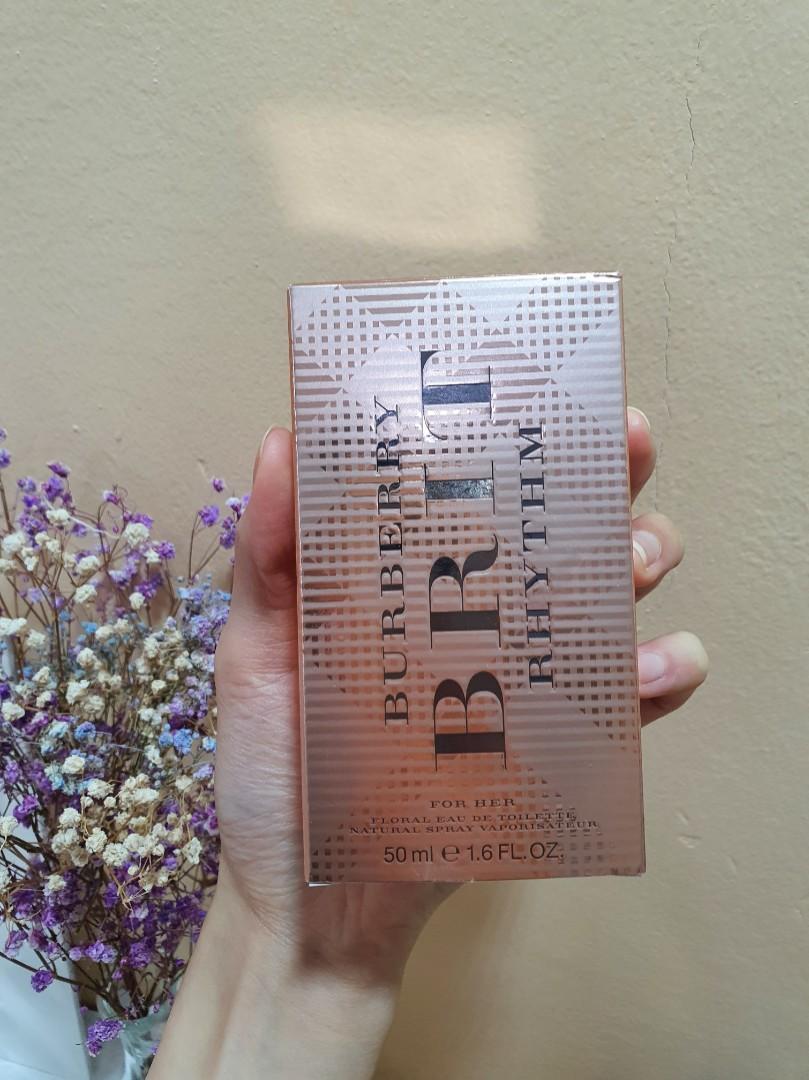 BURBERRY
BRIT
RHYTHM
FOR HER
FLORAL EAU DE TOILETTE
NATURAL SPRAY VAPORISATEUR
50 ml ℮ 1.6 FL.OZ.